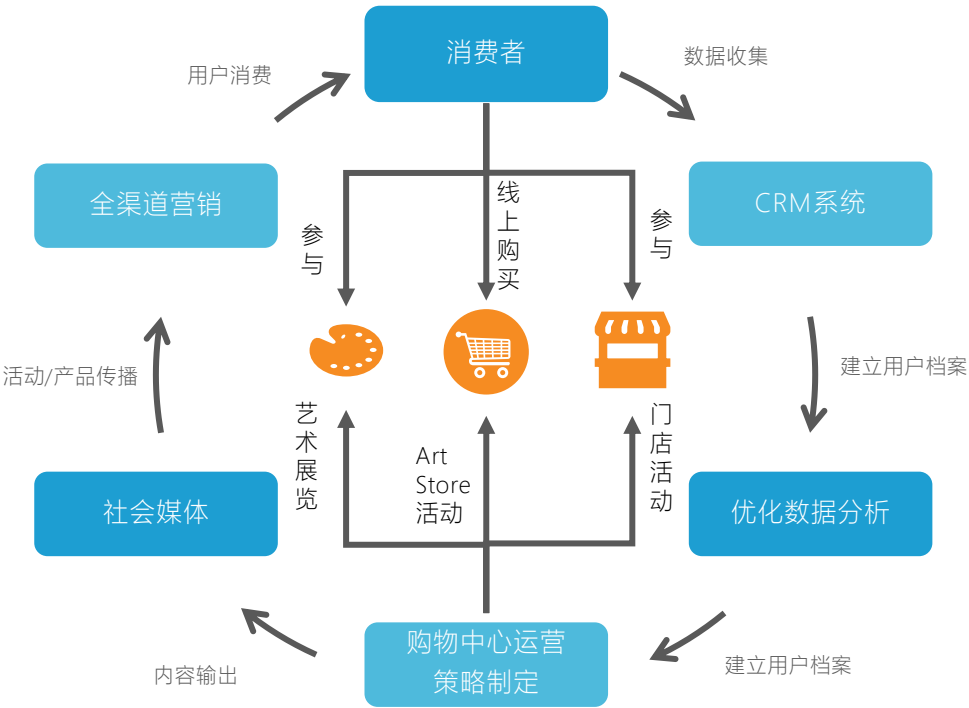 消费者
用户消费
数据收集
全渠道营销
CRM系统
参与
线上购买
参与
活动/产品传播
建立用户档案
艺术展览
Art
Store
活动
门店活动
社会媒体
优化数据分析
购物中心运营
策略制定
内容输出
建立用户档案